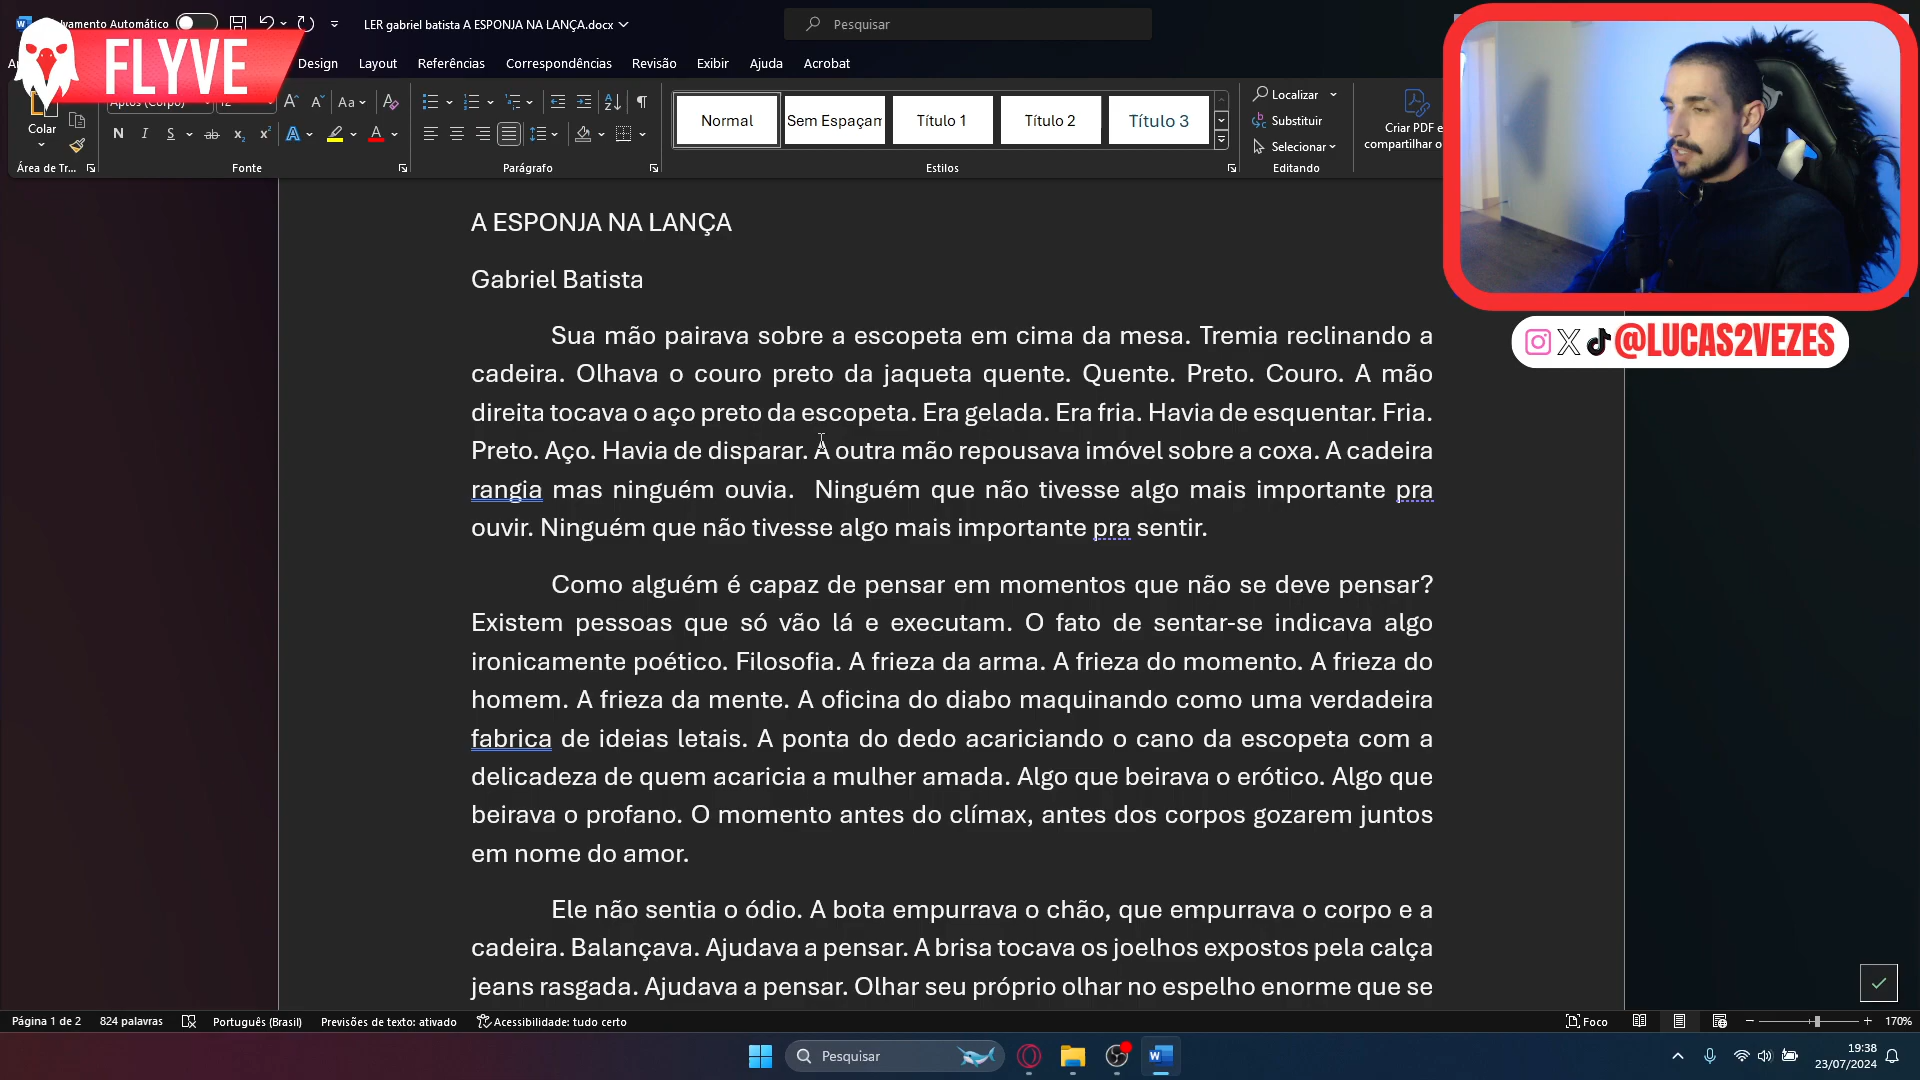 LER gabriel batista A ESPONJA NA LANÇA.docx
Pesquisar
FLYVE
Design Layout Referências Correspondências Revisão Exibir Ajuda Acrobat
Colar
Normal
Sem Espaçam
Título 1
Título 2
Título 3
Localizar
Substituir
Selecionar
Criar PDF e
compartilhar o
Área de Tr...
Fonte
Parágrafo
Estilos
Editando
@LUCAS2VEZES
A ESPONJA NA LANÇA
Gabriel Batista
Sua mão pairava sobre a escopeta em cima da mesa. Tremia reclinando a
cadeira. Olhava o couro preto da jaqueta quente. Quente. Preto. Couro. A mão
direita tocava o aço preto da escopeta. Era gelada. Era fria. Havia de esquentar. Fria.
Preto. Aço. Havia de disparar. A outra mão repousava imóvel sobre a coxa. A cadeira
rangia mas ninguém ouvia.  Ninguém que não tivesse algo mais importante pra
ouvir. Ninguém que não tivesse algo mais importante pra sentir.
Como alguém é capaz de pensar em momentos que não se deve pensar?
Existem pessoas que só vão lá e executam. O fato de sentar-se indicava algo
ironicamente poético. Filosofia. A frieza da arma. A frieza do momento. A frieza do
homem. A frieza da mente. A oficina do diabo maquinando como uma verdadeira
fabrica de ideias letais. A ponta do dedo acariciando o cano da escopeta com a
delicadeza de quem acaricia a mulher amada. Algo que beirava o erótico. Algo que
beirava o profano. O momento antes do clímax, antes dos corpos gozarem juntos
em nome do amor.
Ele não sentia o ódio. A bota empurrava o chão, que empurrava o corpo e a
cadeira. Balançava. Ajudava a pensar. A brisa tocava os joelhos expostos pela calça
jeans rasgada. Ajudava a pensar. Olhar seu próprio olhar no espelho enorme que se
Página 1 de 2
824 palavras
Português (Brasil)
Previsões de texto: ativado
Acessibilidade: tudo certo
Foco
170%
Pesquisar
19:38
23/07/2024